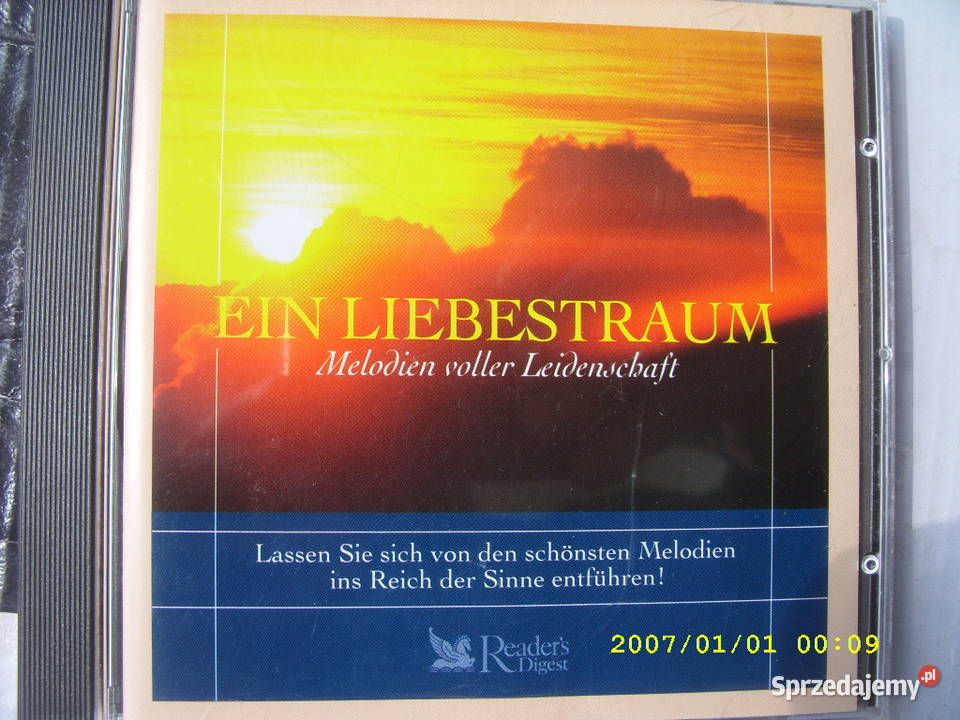 EIN LIEBESTRAUM
Melodien voller Leidenschaft
Lassen Sie sich von den schönsten Melodien
ins Reich der Sinne entführen!
Reader's
Digest
2007/01/01 00:09
Sprzedajemy.pl